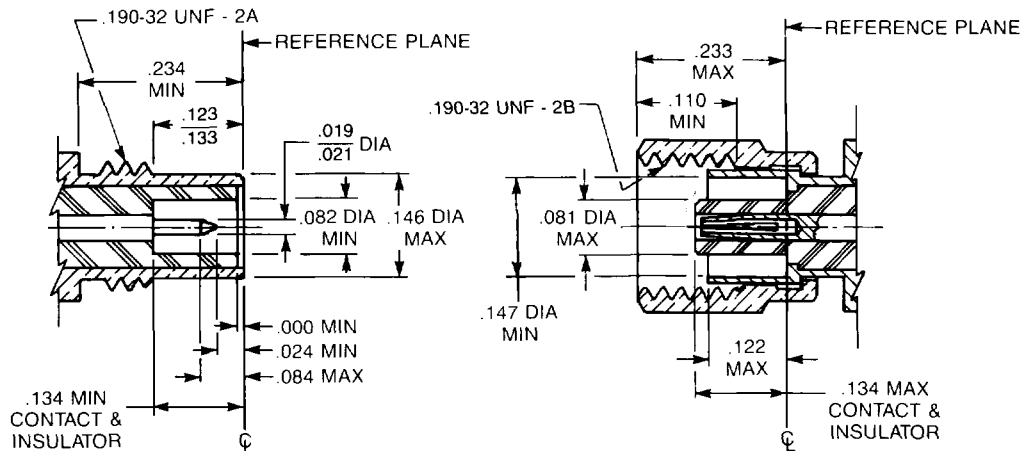 .190-32 UNF - 2A
REFERENCE PLANE
.234
MIN
.123
.133
.019
.021 DIA
.082 DIA
MIN
.146 DIA
MAX
.000 MIN
.024 MIN
.084 MAX
.134 MIN
CONTACT &
INSULATOR
℄
REFERENCE PLANE
.233
MAX
.110
MIN
.190-32 UNF - 2B
.081 DIA
MAX
.147 DIA
MIN
.122
MAX
.134 MAX
CONTACT &
INSULATOR
℄